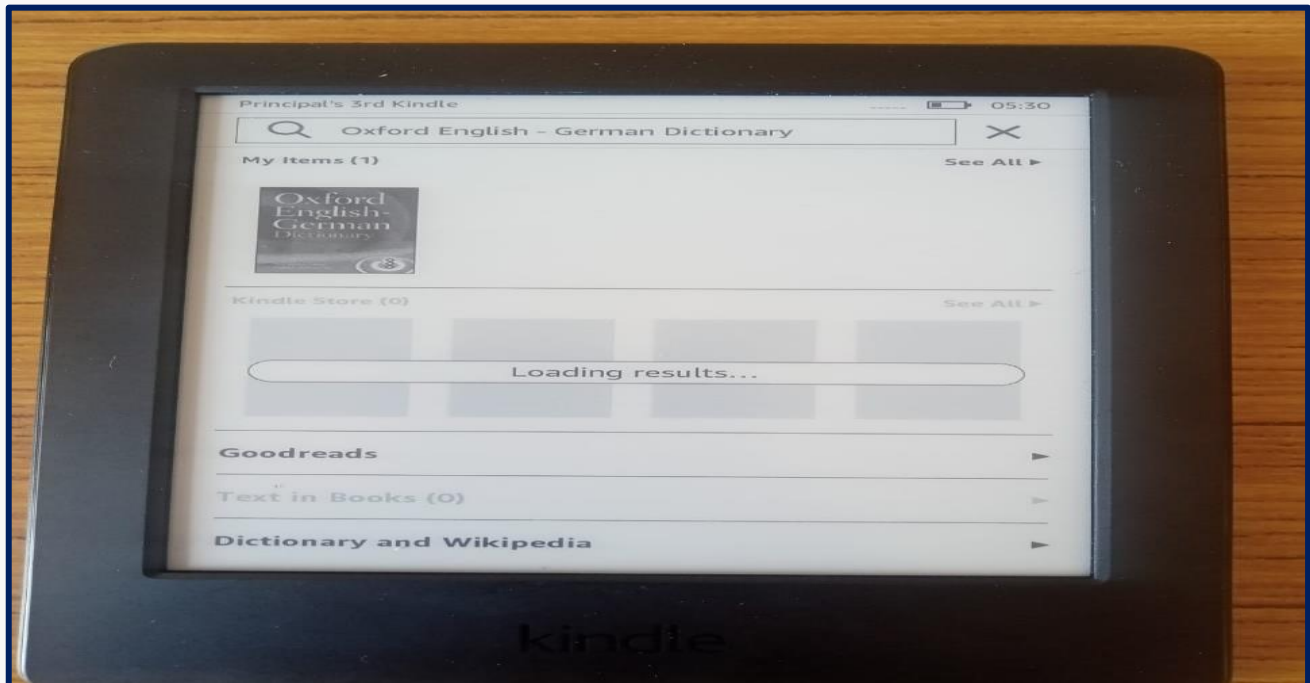 Principal's 3rd Kindle 05:30
Oxford English - German Dictionary
My Items (1) See All
Oxford
English-
German
Dictionary
Kindle Store (0) See All
Loading results...
Goodreads
Text in Books (0)
Dictionary and Wikipedia
kindle